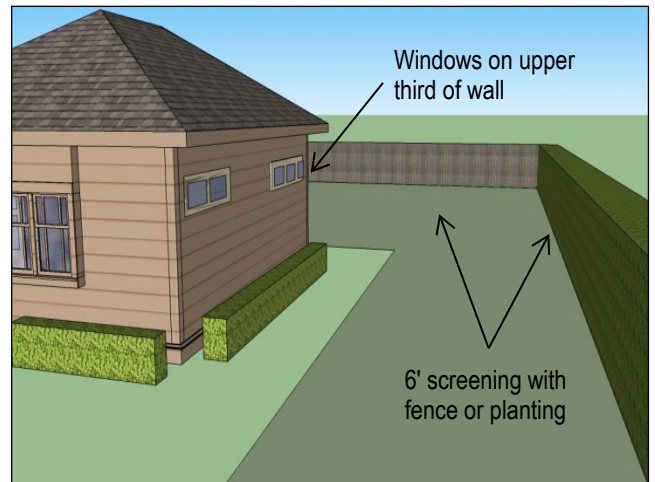 Windows on upper
third of wall
6' screening with
fence or planting